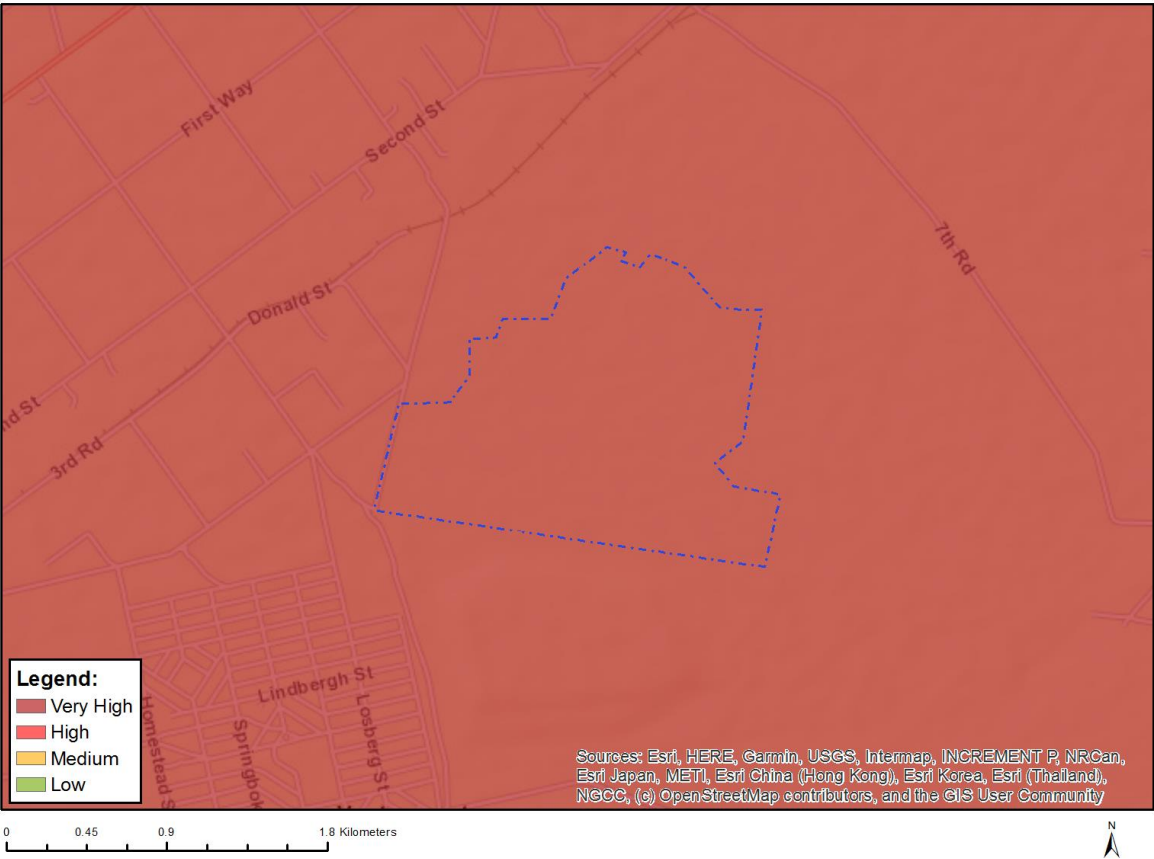 First Way
Second St
7th Rd
Donald St
nd St
3rd Rd
Lindbergh St
Homestead S
Springbok
Losberg St
Legend:
Very High
High
Medium
Low
Sources: Esri, HERE, Garmin, USGS, Intermap, INCREMENT P, NRCan,
Esri Japan, METI, Esri China (Hong Kong), Esri Korea, Esri (Thailand),
NGCC, (c) OpenStreetMap contributors, and the GIS User Community
0 0.45 0.9 1.8 Kilometers
N